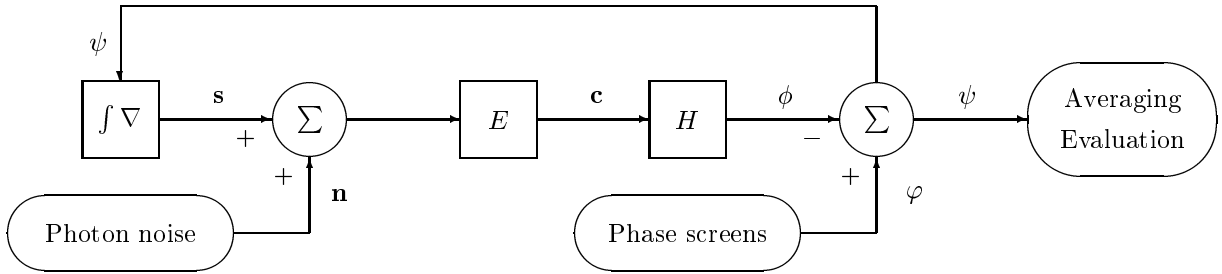 ψ
∫ ∇
s
+
∑
+
n
E
c
H
ϕ
−
∑
+
φ
ψ
Averaging
Evaluation
Photon noise
Phase screens